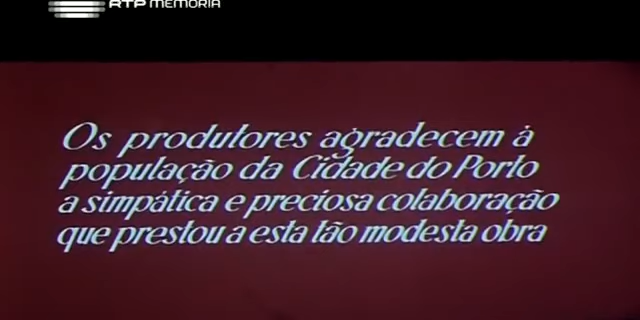 RTP MEMÓRIA
Os produtores agradecem à
população da Cidade do Porto
a simpática e preciosa colaboração
que prestou a esta tão modesta obra